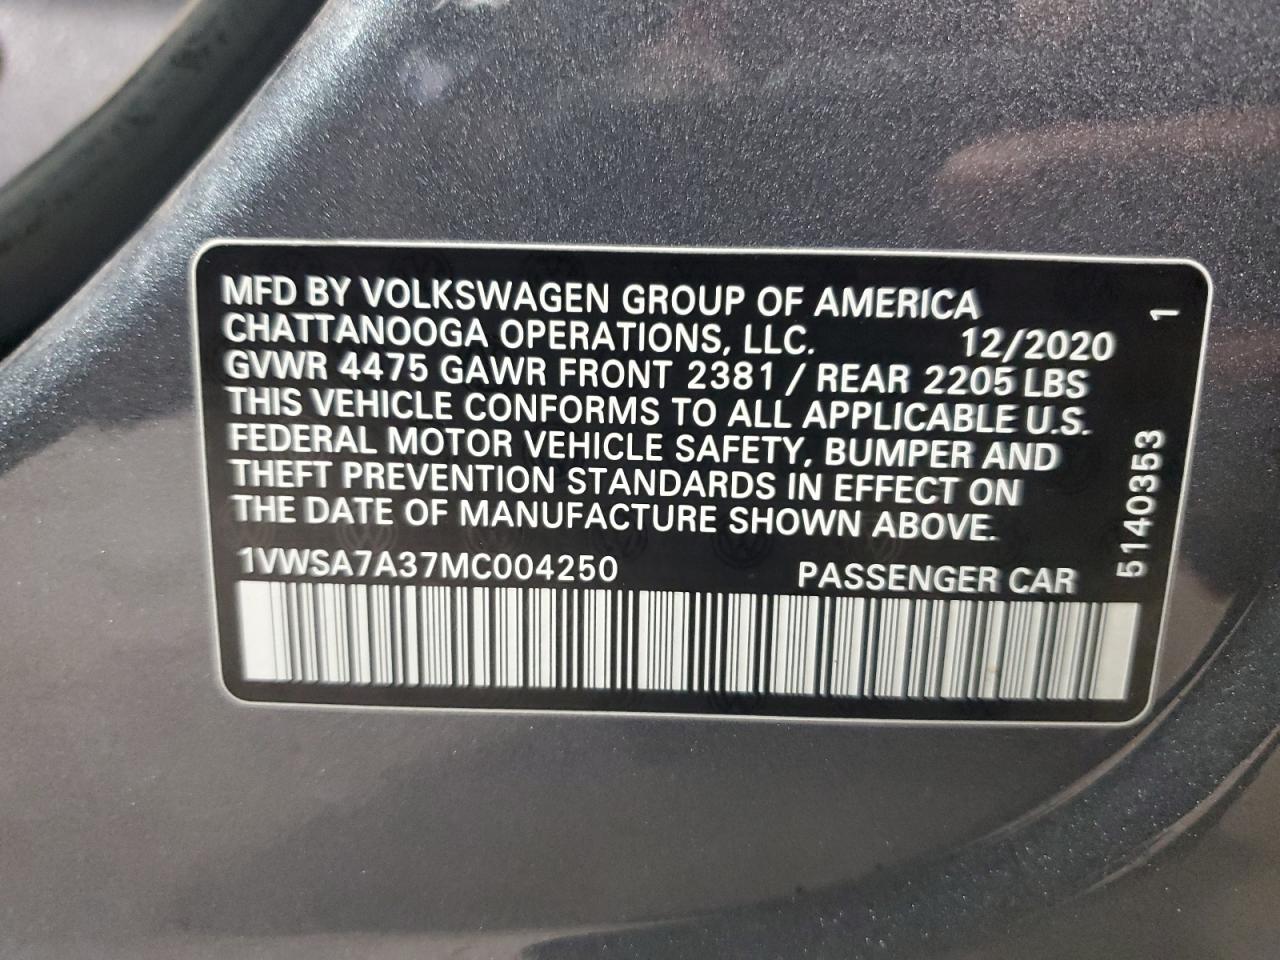 MFD BY VOLKSWAGEN GROUP OF AMERICA
CHATTANOOGA OPERATIONS, LLC. 12/2020
GVWR 4475 GAWR FRONT 2381 / REAR 2205 LBS
THIS VEHICLE CONFORMS TO ALL APPLICABLE U.S.
FEDERAL MOTOR VEHICLE SAFETY, BUMPER AND
THEFT PREVENTION STANDARDS IN EFFECT ON
THE DATE OF MANUFACTURE SHOWN ABOVE.
1VWSA7A37MC004250 PASSENGER CAR
5140353 1